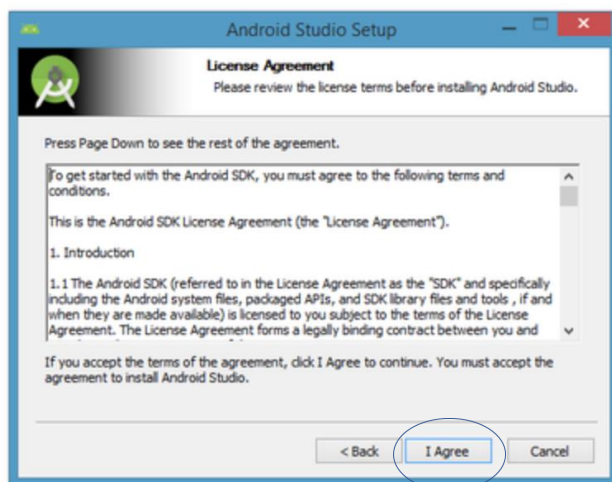 Android Studio Setup
License Agreement
Please review the license terms before installing Android Studio.
Press Page Down to see the rest of the agreement.
To get started with the Android SDK, you must agree to the following terms and
conditions.
This is the Android SDK License Agreement (the "License Agreement").
1. Introduction
1.1 The Android SDK (referred to in the License Agreement as the "SDK" and specifically
including the Android system files, packaged APIs, and SDK library files and tools , if and
when they are made available) is licensed to you subject to the terms of the License
Agreement. The License Agreement forms a legally binding contract between you and
If you accept the terms of the agreement, click I Agree to continue. You must accept the
agreement to install Android Studio.
< Back I Agree Cancel